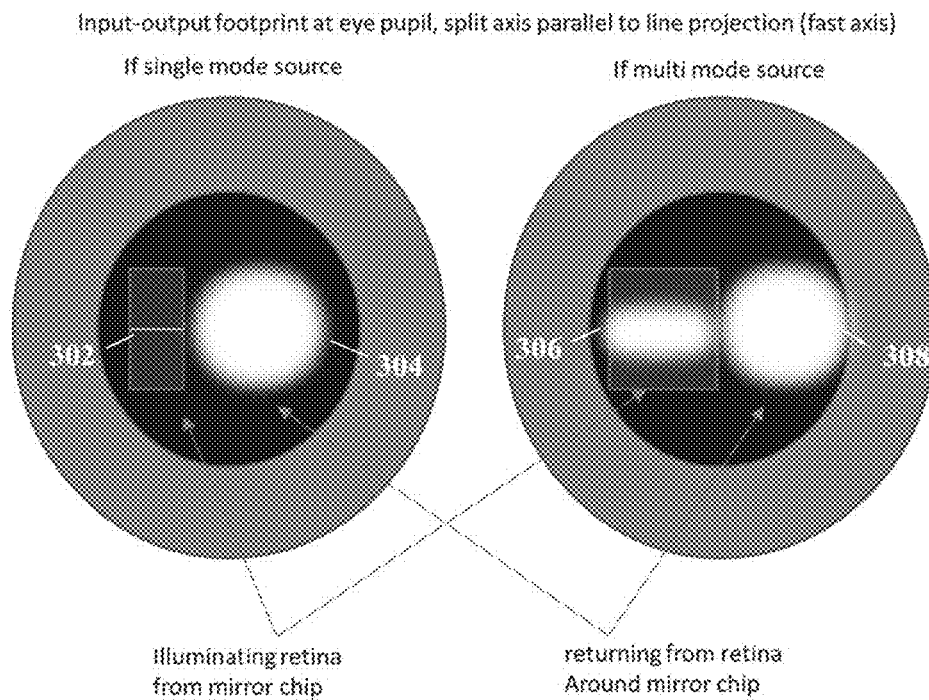 Input-output footprint at eye pupil, split axis parallel to line projection (fast axis)
If single mode source
If multi mode source
302
304
306
308
Illuminating retina
from mirror chip
returning from retina
Around mirror chip